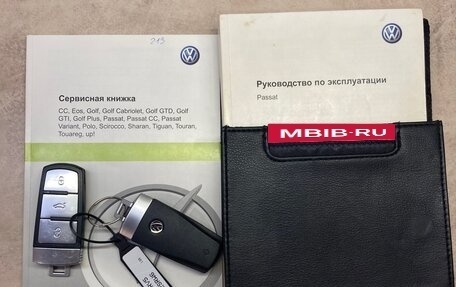 213
Сервисная книжка
CC, Eos, Golf, Golf Cabriolet, Golf GTD, Golf
GTI, Golf Plus, Passat, Passat CC, Passat
Variant, Polo, Scirocco, Sharan, Tiguan, Touran,
Touareg, up!
Руководство по эксплуатации
Passat
MBIB-RU